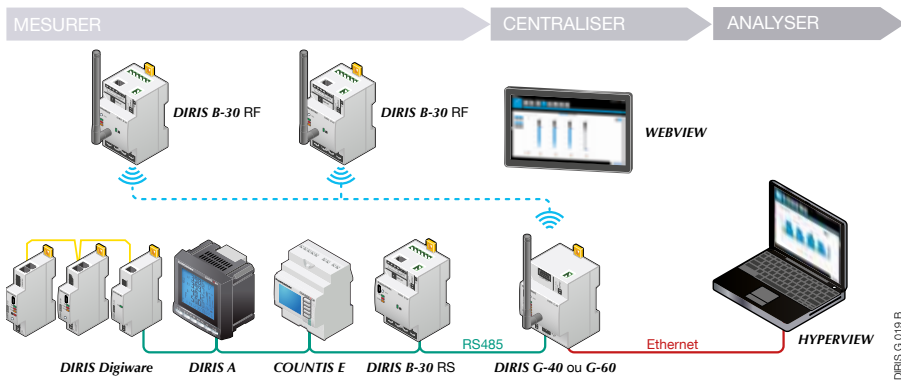 MESURER
CENTRALISER
ANALYSER
DIRIS B-30 RF
DIRIS B-30 RF
WEBVIEW
RS485
Ethernet
HYPERVIEW
DIRIS Digiware
DIRIS A
COUNTIS E
DIRIS B-30 RS
DIRIS G-40 ou G-60
DIRIS G 019 B